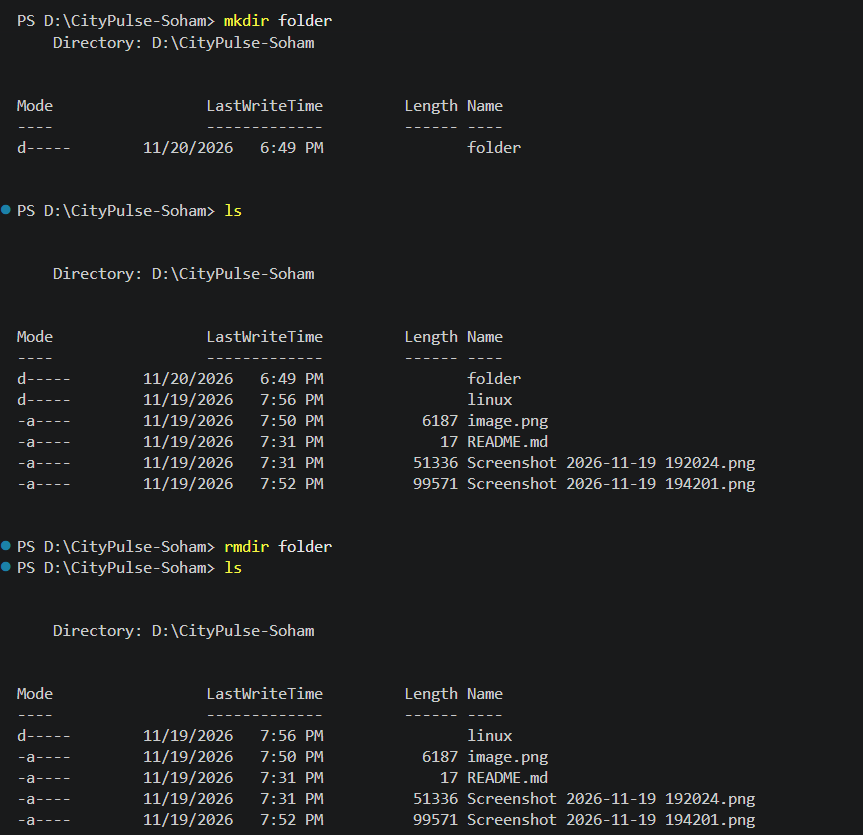 PS D:\CityPulse-Soham> mkdir folder
    Directory: D:\CityPulse-Soham
Mode                 LastWriteTime         Length Name
----                 -------------         ------ ----
d-----        11/20/2026   6:49 PM                folder
PS D:\CityPulse-Soham> ls
    Directory: D:\CityPulse-Soham
Mode                 LastWriteTime         Length Name
----                 -------------         ------ ----
d-----        11/20/2026   6:49 PM                folder
d-----        11/19/2026   7:56 PM                linux
-a----        11/19/2026   7:50 PM           6187 image.png
-a----        11/19/2026   7:31 PM             17 README.md
-a----        11/19/2026   7:31 PM          51336 Screenshot 2026-11-19 192024.png
-a----        11/19/2026   7:52 PM          99571 Screenshot 2026-11-19 194201.png
PS D:\CityPulse-Soham> rmdir folder
PS D:\CityPulse-Soham> ls
    Directory: D:\CityPulse-Soham
Mode                 LastWriteTime         Length Name
----                 -------------         ------ ----
d-----        11/19/2026   7:56 PM                linux
-a----        11/19/2026   7:50 PM           6187 image.png
-a----        11/19/2026   7:31 PM             17 README.md
-a----        11/19/2026   7:31 PM          51336 Screenshot 2026-11-19 192024.png
-a----        11/19/2026   7:52 PM          99571 Screenshot 2026-11-19 194201.png